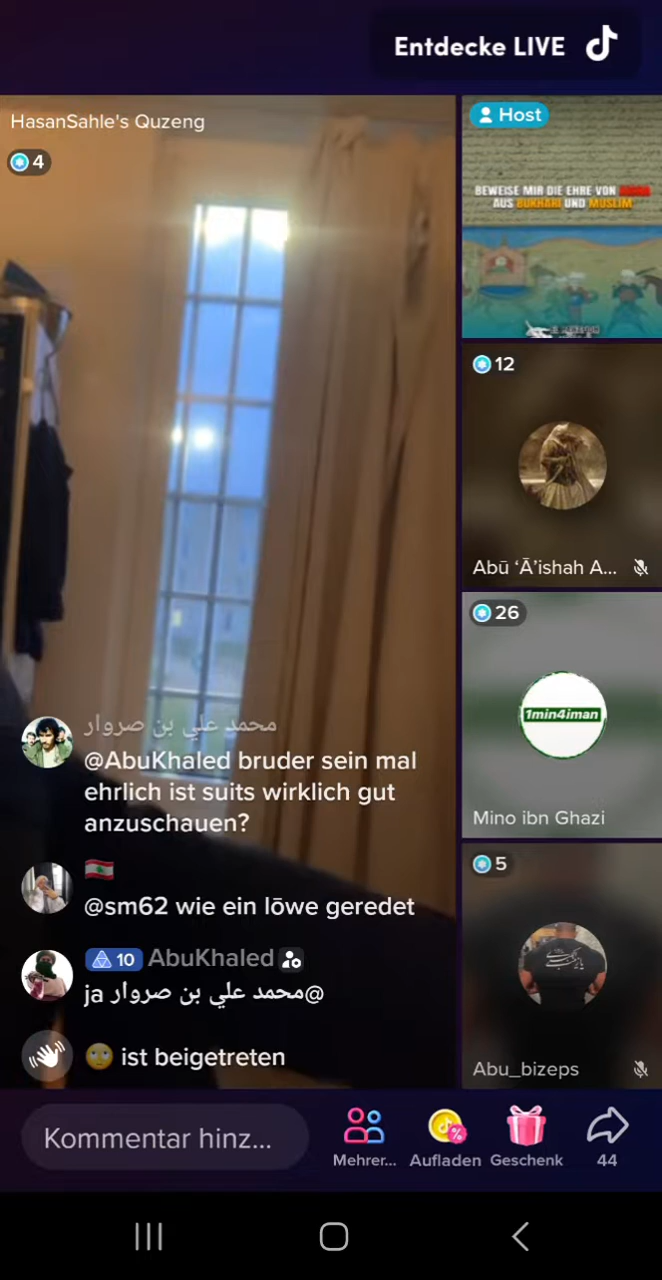 Entdecke LIVE
HasanSahle's Quzeng
4
Host
BEWEISE MIR DIE EHRE VON
AUS BUKHARI UND MUSLIM
12
Abū ‘Ā’ishah A...
26
1min4iman
Mino ibn Ghazi
5
Abu_bizeps
محمد علي بن صروار
@AbuKhaled bruder sein mal
ehrlich ist suits wirklich gut
anzuschauen?
@sm62 wie ein lōwe geredet
10 AbuKhaled
@محمد علي بن صروار ja
🙄 ist beigetreten
Kommentar hinz...
Mehrer...
Aufladen
Geschenk
44